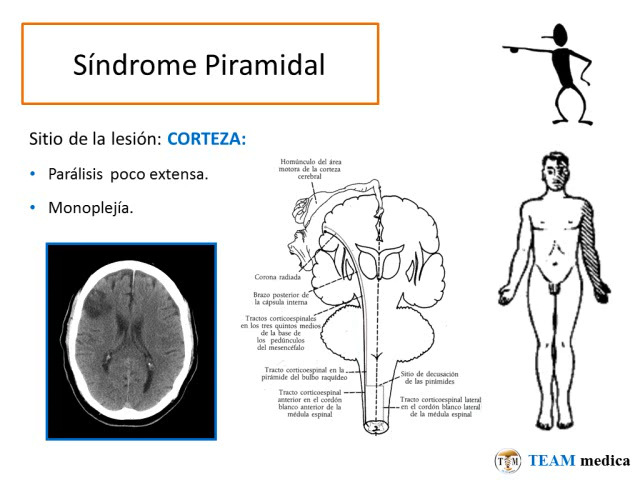 Síndrome Piramidal
Sitio de la lesión: CORTEZA:
• Parálisis poco extensa.
• Monoplejía.
Homúnculo del área
motora de la corteza
cerebral
Corona radiada
Brazo posterior de
la cápsula interna
Tractos corticoespinales
en los tres quintos medios
de la base de
los pedúnculos
del mesencéfalo
Tracto corticoespinal en la
pirámide del bulbo raquídeo
Tracto corticoespinal
anterior en el cordón
blanco anterior de la
médula espinal
Sitio de decusación
de las pirámides
Tracto corticoespinal lateral
en el cordón blanco lateral
de la médula espinal
TM
TEAM medica